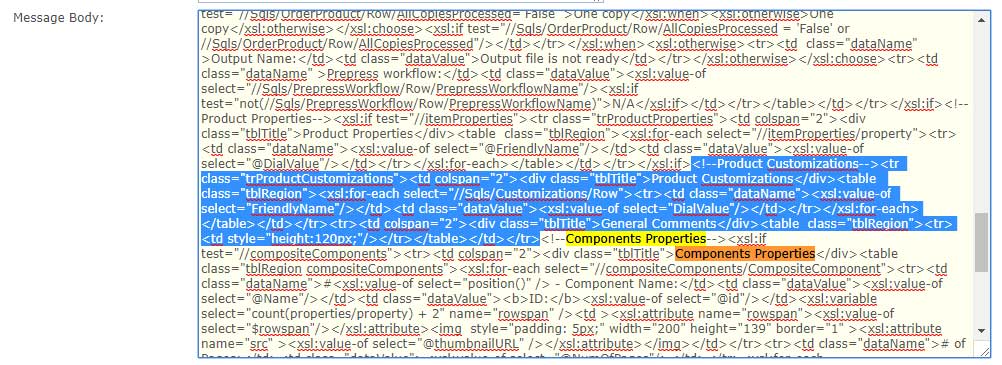 Message Body:
test="//Sqls/OrderProduct/Row/AllCopiesProcessed='False'">One copy</xsl:when><xsl:otherwise>One
copy</xsl:otherwise></xsl:choose><xsl:if test="//Sqls/OrderProduct/Row/AllCopiesProcessed = 'False' or
//Sqls/OrderProduct/Row/AllCopiesProcessed"/></td></tr></xsl:when><xsl:otherwise><tr><td  class="dataName"
>Output Name:</td><td class="dataValue">Output file is not ready</td></tr></xsl:otherwise></xsl:choose><tr><td
class="dataName" >Prepress workflow:</td><td class="dataValue"><xsl:value-of
select="//Sqls/PrepressWorkflow/Row/PrepressWorkflowName"/><xsl:if
test="not(//Sqls/PrepressWorkflow/Row/PrepressWorkflowName)">N/A</xsl:if></td></tr></table></td></tr></xsl:if><!--
Product Properties--><xsl:if test="//itemProperties"><tr class="trProductProperties"><td colspan="2"><div
class="tblTitle">Product Properties</div><table  class="tblRegion"><xsl:for-each select="//itemProperties/property"><tr>
<td class="dataName"><xsl:value-of select="@FriendlyName"/></td><td class="dataValue"><xsl:value-of
select="@DialValue"/></td></tr></xsl:for-each></table></td></tr></xsl:if><!--Product Customizations--><tr
class="trProductCustomizations"><td colspan="2"><div class="tblTitle">Product Customizations</div><table
class="tblRegion"><xsl:for-each select="//Sqls/Customizations/Row"><tr><td class="dataName"><xsl:value-of
select="FriendlyName"/></td><td class="dataValue"><xsl:value-of select="DialValue"/></td></tr></xsl:for-each>
</table></td></tr><tr><td colspan="2"><div class="tblTitle">General Comments</div><table  class="tblRegion"><tr>
<td style="height:120px;"/></tr></table></td></tr><!--Components Properties--><xsl:if
test="//compositeComponents"><tr><td colspan="2"><div class="tblTitle">Components Properties</div><table
class="tblRegion compositeComponents"><xsl:for-each select="//compositeComponents/CompositeComponent"><tr><td
class="dataName">#<xsl:value-of select="position()" /> - Component Name:</td><td class="dataValue"><xsl:value-of
select="@Name"/></td><td class="dataValue"><b>ID:</b><xsl:value-of select="@id"/></td><xsl:variable
select="count(properties/property) + 2" name="rowspan" /><td ><xsl:attribute name="rowspan"><xsl:value-of
select="$rowspan"/></xsl:attribute><img  style="padding: 5px;" width="200" height="139" border="1" ><xsl:attribute
name="src" ><xsl:value-of select="@thumbnailURL" /></xsl:attribute></img></td></tr><tr><td class="dataName"># of